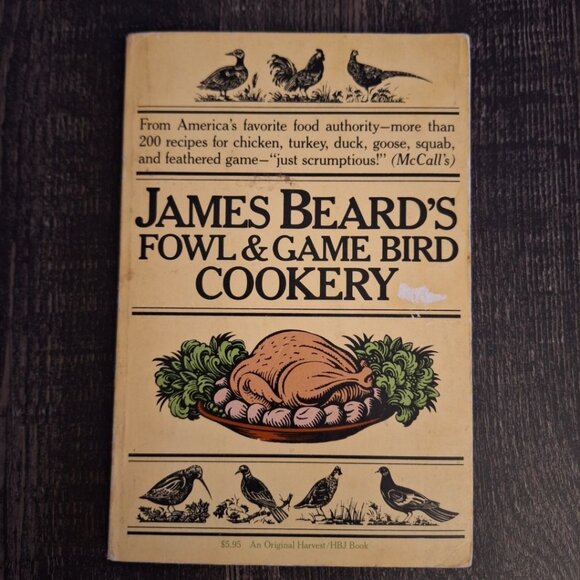 From America's favorite food authority—more than
200 recipes for chicken, turkey, duck, goose, squab,
and feathered game—"just scrumptious!" (McCall's)
JAMES BEARD'S
FOWL & GAME BIRD
COOKERY
$5.95 An Original Harvest/HBJ Book